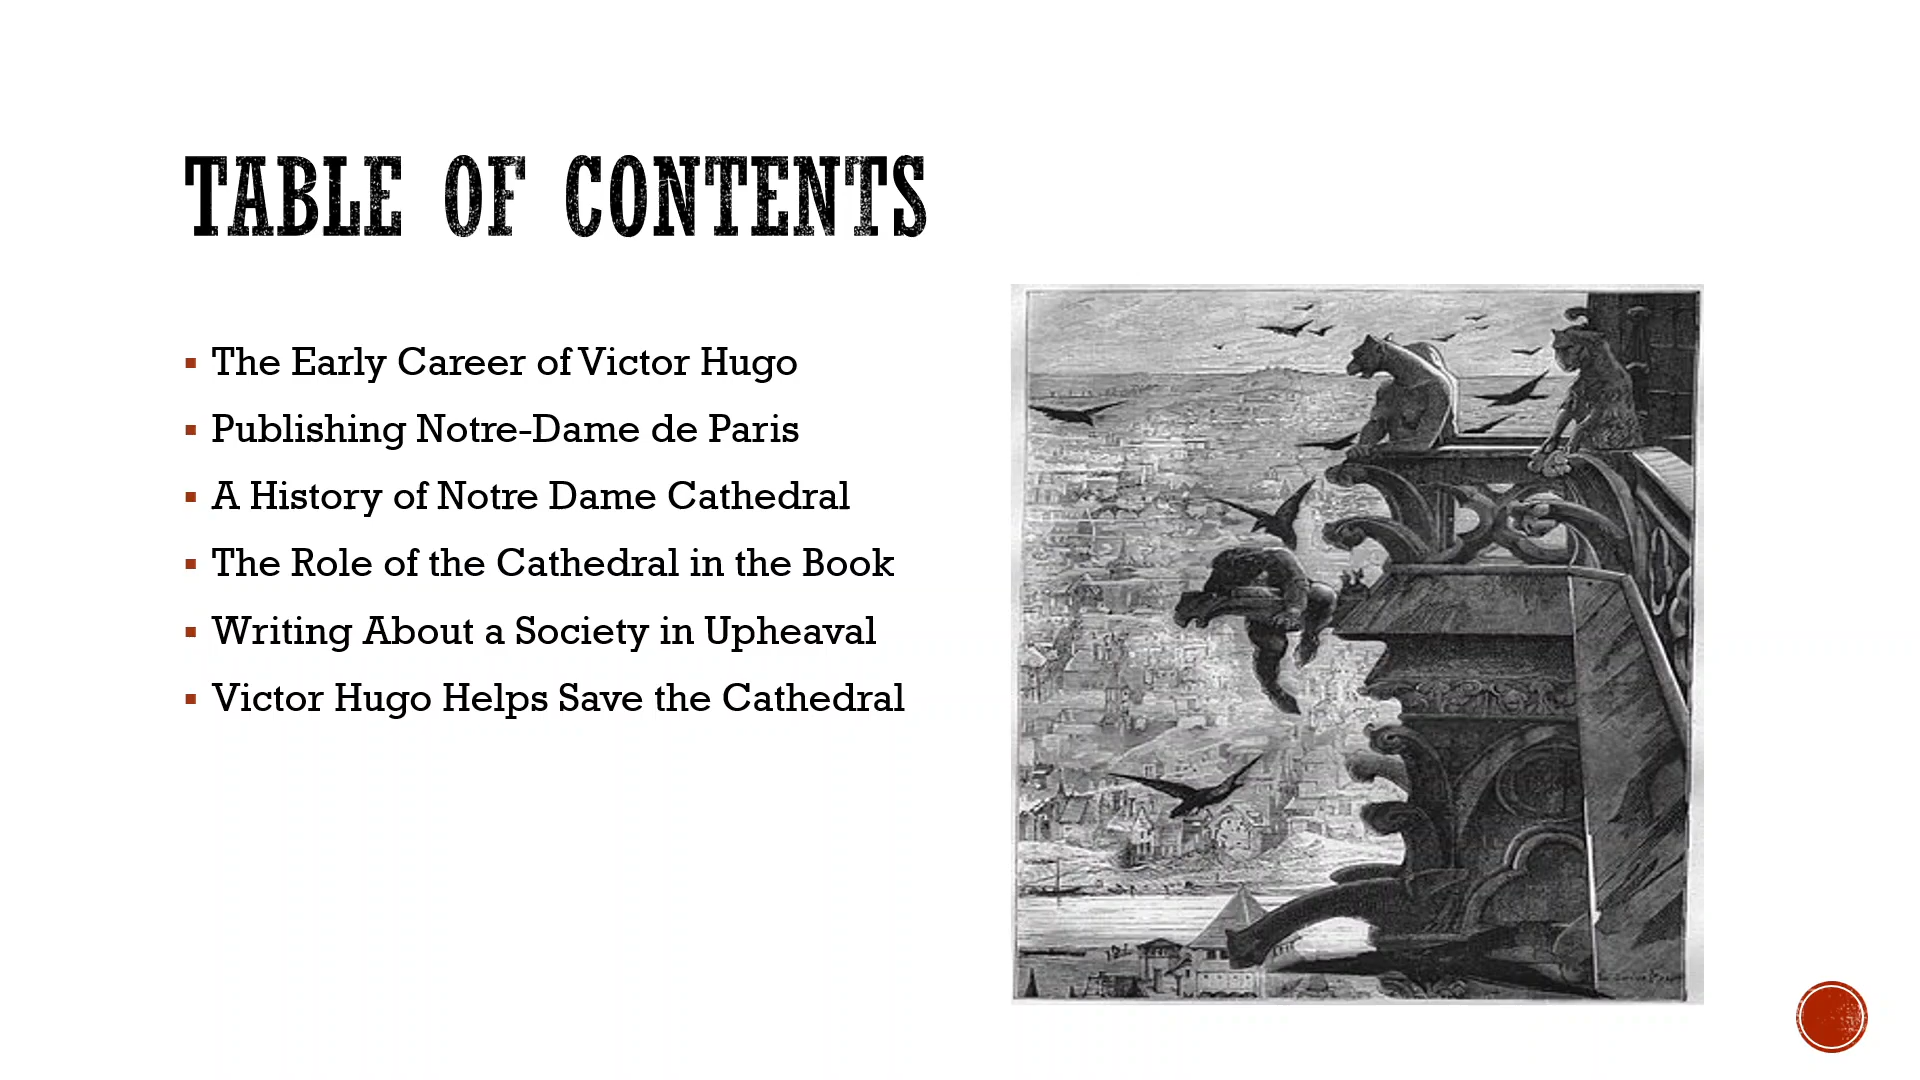 TABLE OF CONTENTS
The Early Career of Victor Hugo
Publishing Notre-Dame de Paris
A History of Notre Dame Cathedral
The Role of the Cathedral in the Book
Writing About a Society in Upheaval
Victor Hugo Helps Save the Cathedral